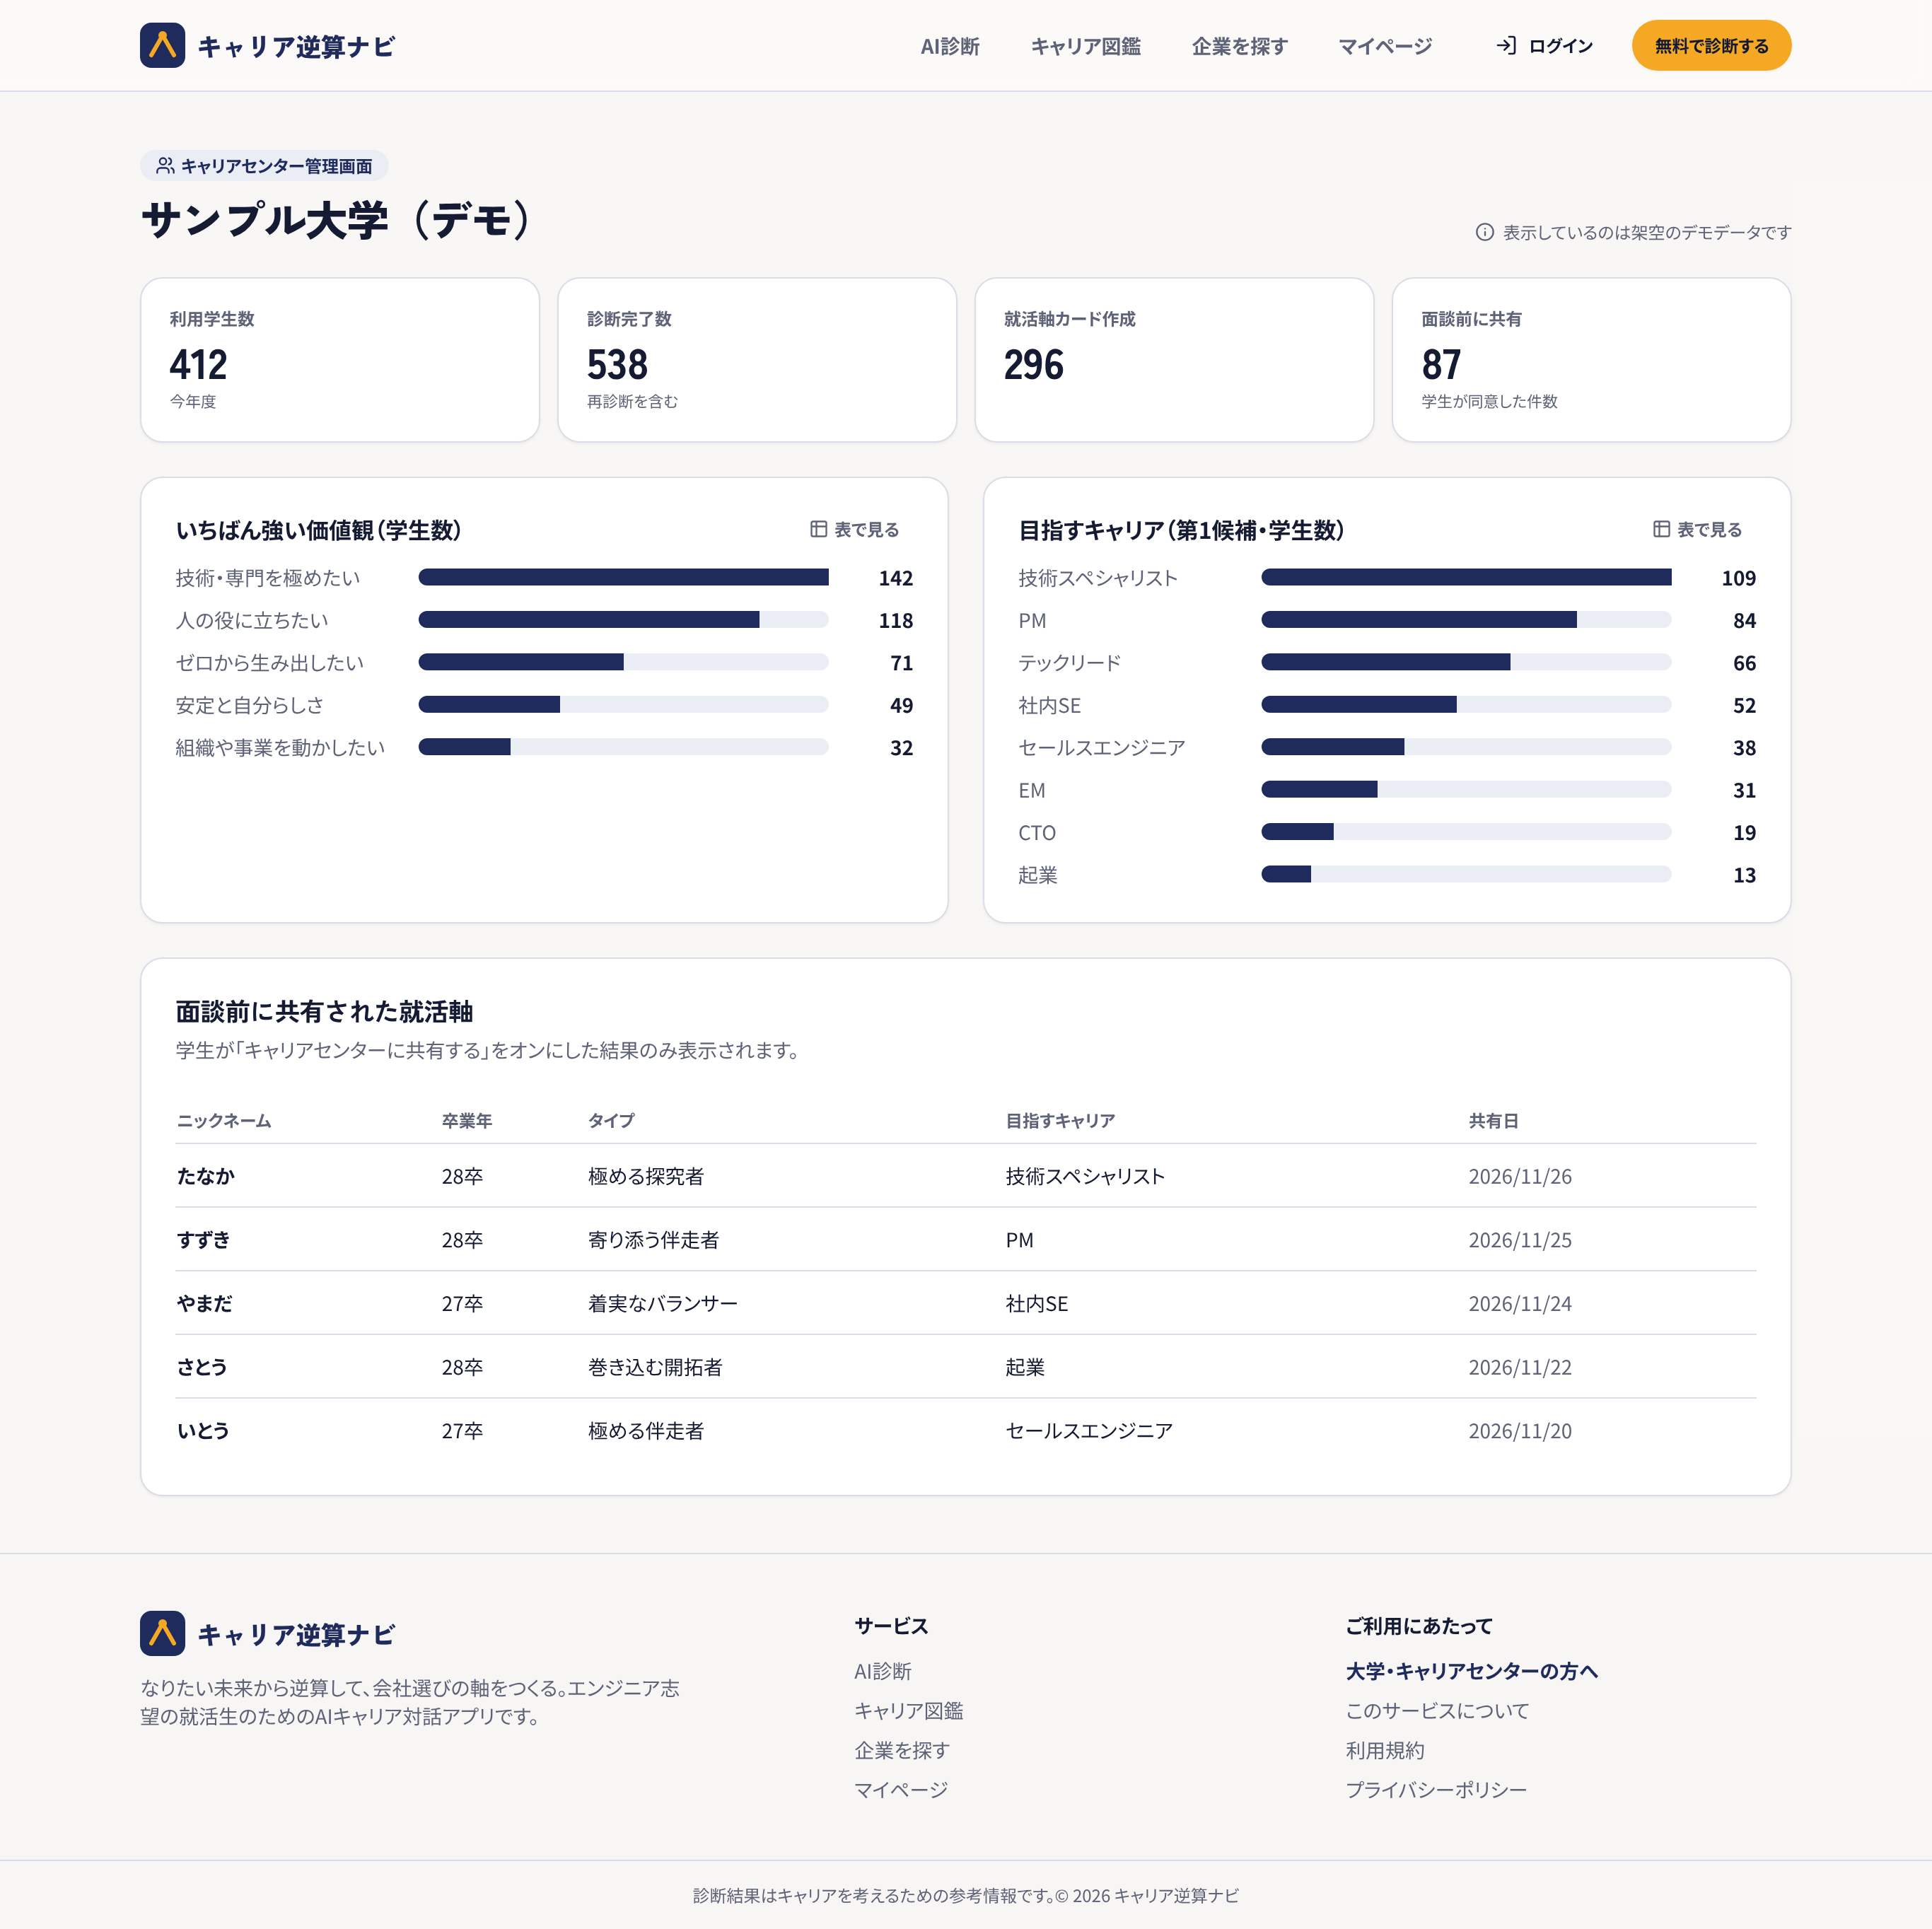 キャリア逆算ナビ
AI診断 キャリア図鑑 企業を探す マイページ ログイン 無料で診断する
キャリアセンター管理画面
サンプル大学（デモ）
表示しているのは架空のデモデータです
利用学生数
412
今年度
診断完了数
538
再診断を含む
就活軸カード作成
296
面談前に共有
87
学生が同意した件数
いちばん強い価値観（学生数） 表で見る
技術・専門を極めたい 142
人の役に立ちたい 118
ゼロから生み出したい 71
安定と自分らしさ 49
組織や事業を動かしたい 32
目指すキャリア（第1候補・学生数） 表で見る
技術スペシャリスト 109
PM 84
テックリード 66
社内SE 52
セールスエンジニア 38
EM 31
CTO 19
起業 13
面談前に共有された就活軸
学生が「キャリアセンターに共有する」をオンにした結果のみ表示されます。
ニックネーム 卒業年 タイプ 目指すキャリア 共有日
たなか 28卒 極める探究者 技術スペシャリスト 2026/11/26
すずき 28卒 寄り添う伴走者 PM 2026/11/25
やまだ 27卒 着実なバランサー 社内SE 2026/11/24
さとう 28卒 巻き込む開拓者 起業 2026/11/22
いとう 27卒 極める伴走者 セールスエンジニア 2026/11/20
キャリア逆算ナビ
なりたい未来から逆算して、会社選びの軸をつくる。エンジニア志
望の就活生のためのAIキャリア対話アプリです。
サービス
AI診断
キャリア図鑑
企業を探す
マイページ
ご利用にあたって
大学・キャリアセンターの方へ
このサービスについて
利用規約
プライバシーポリシー
診断結果はキャリアを考えるための参考情報です。© 2026 キャリア逆算ナビ